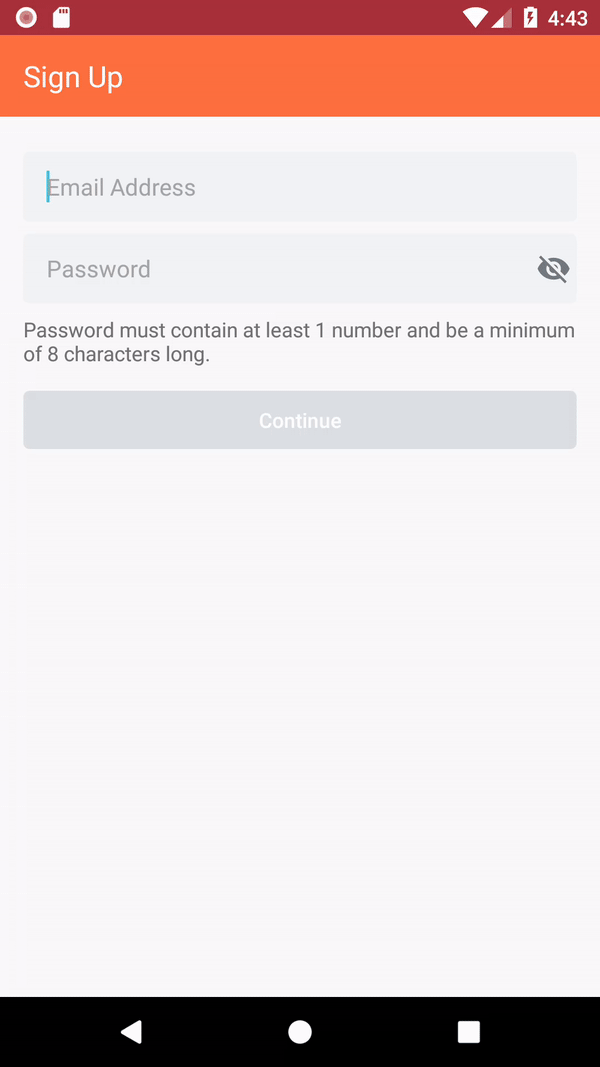 4:43
Sign Up
Email Address
Password
Password must contain at least 1 number and be a minimum
of 8 characters long.
Continue